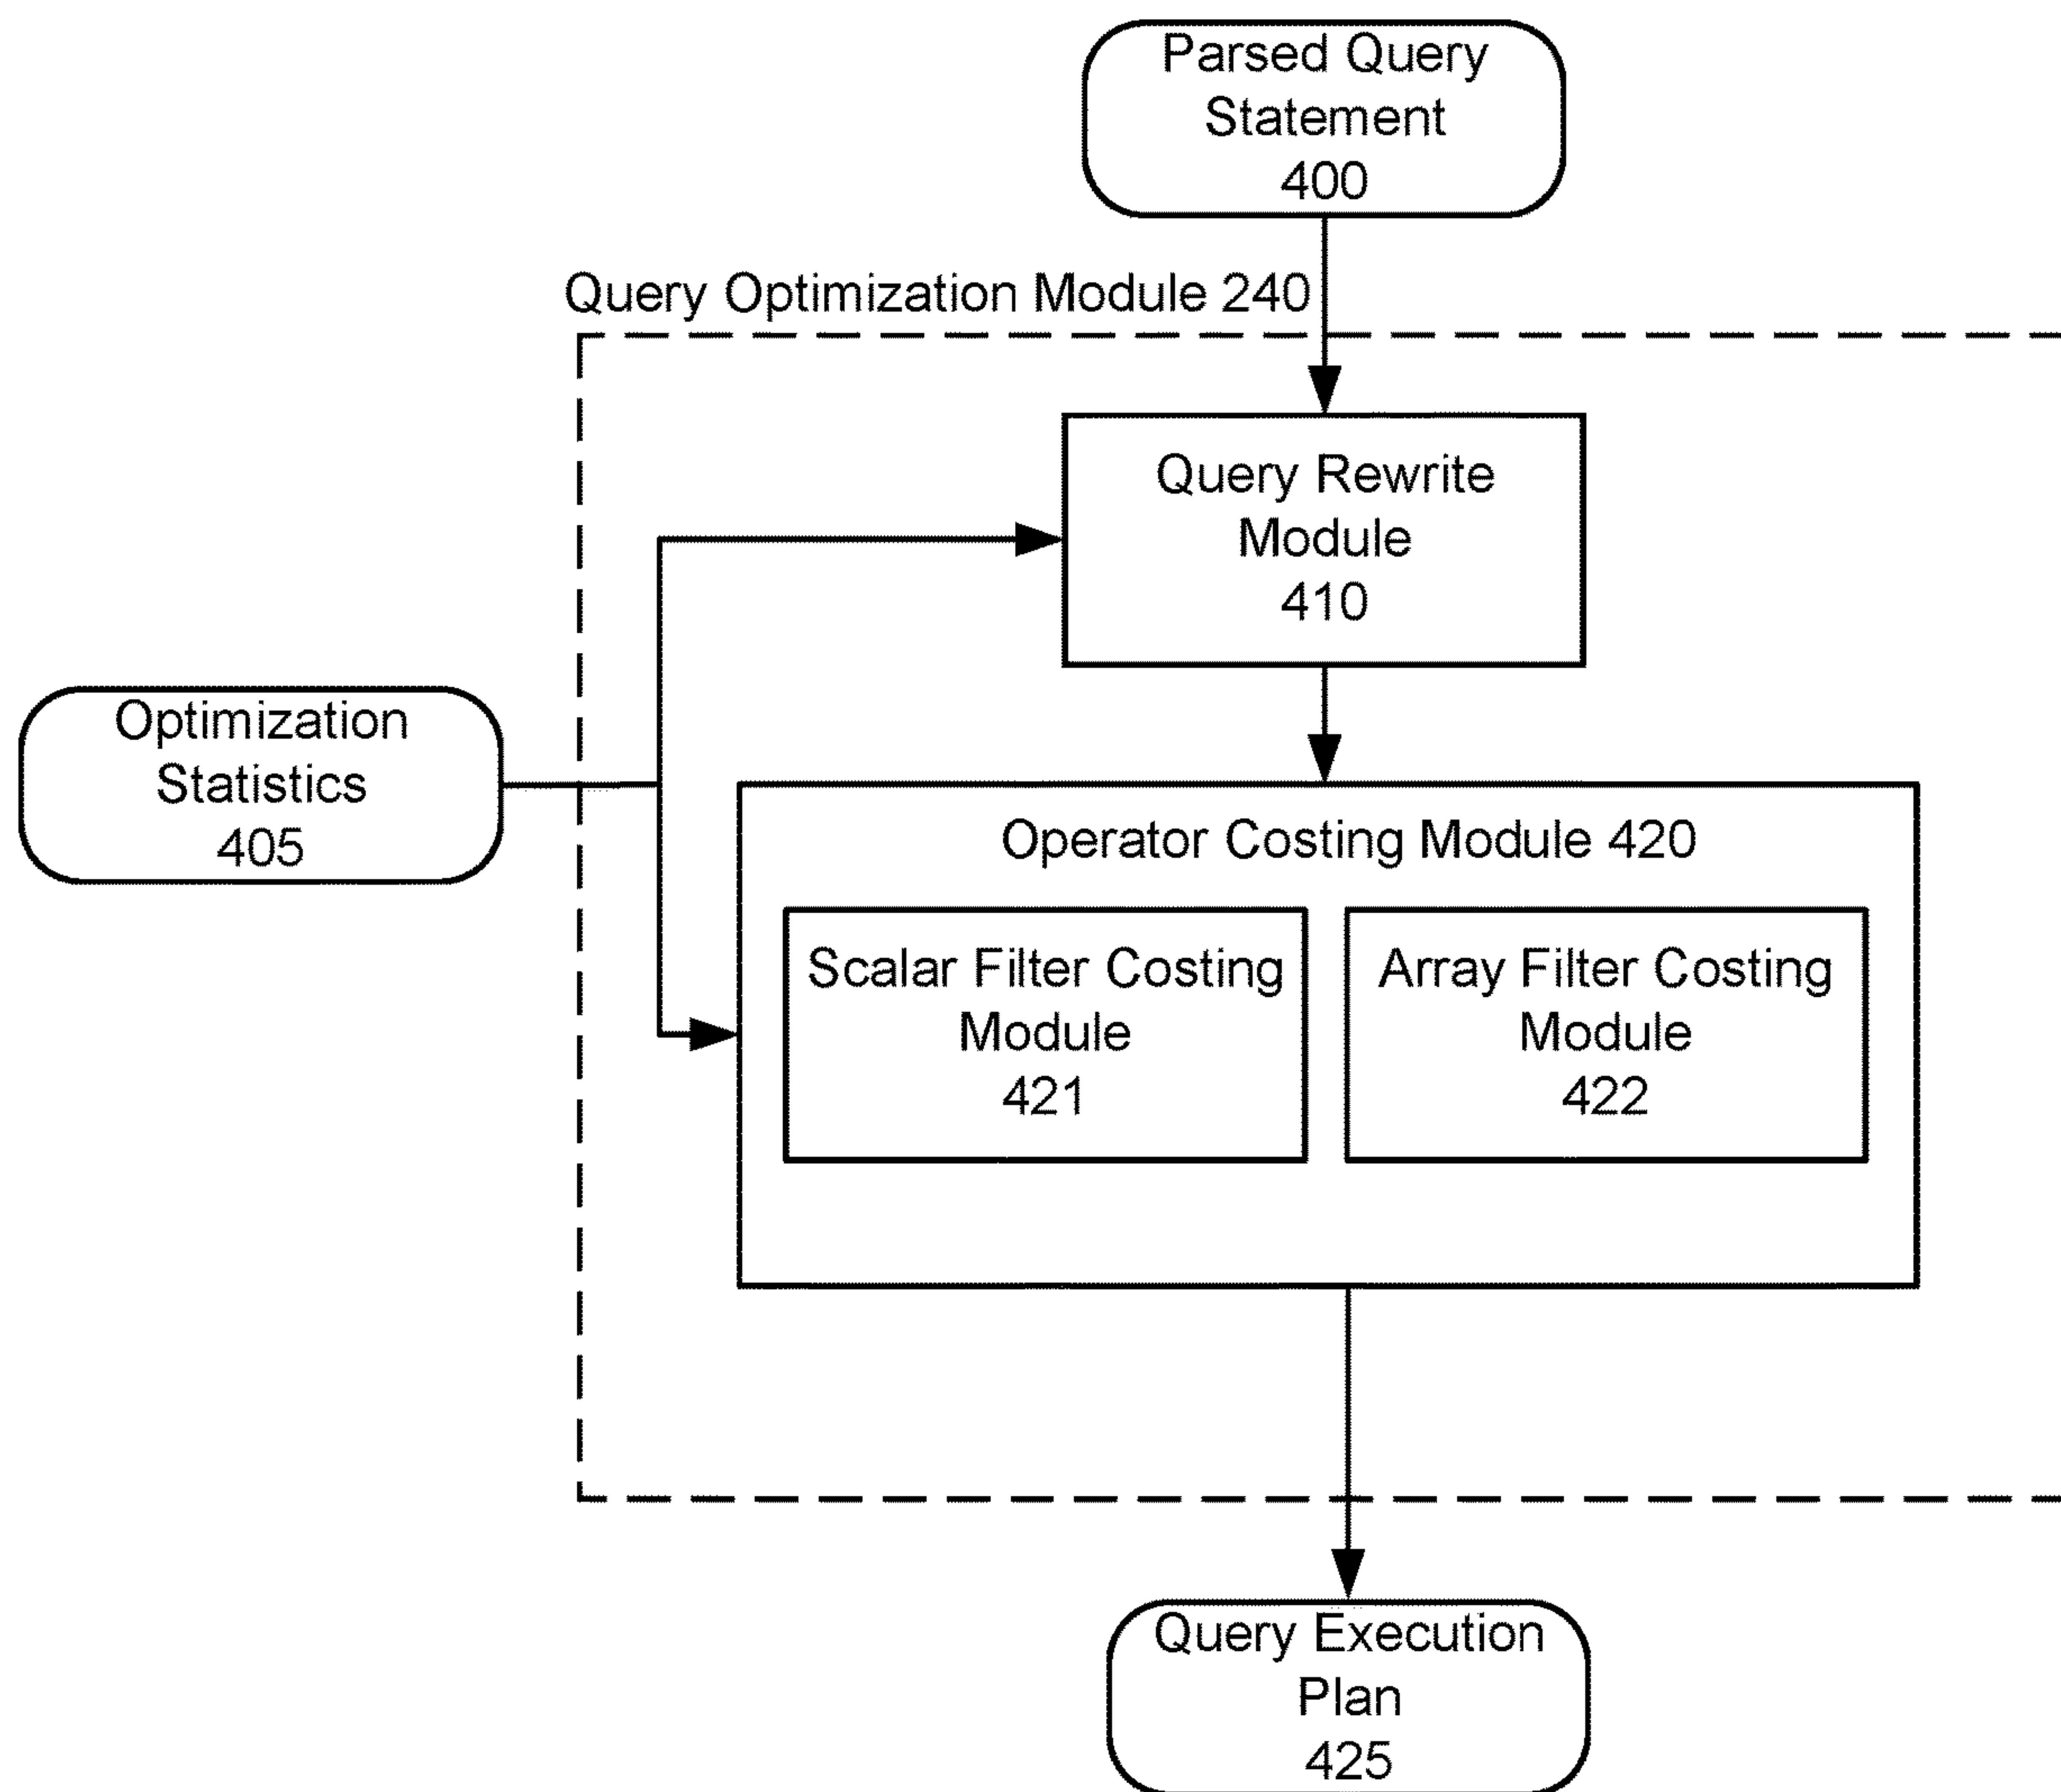 Parsed Query
Statement
400
Query Optimization Module 240
Query Rewrite
Module
410
Optimization
Statistics
405
Operator Costing Module 420
Scalar Filter Costing
Module
421
Array Filter Costing
Module
422
Query Execution
Plan
425